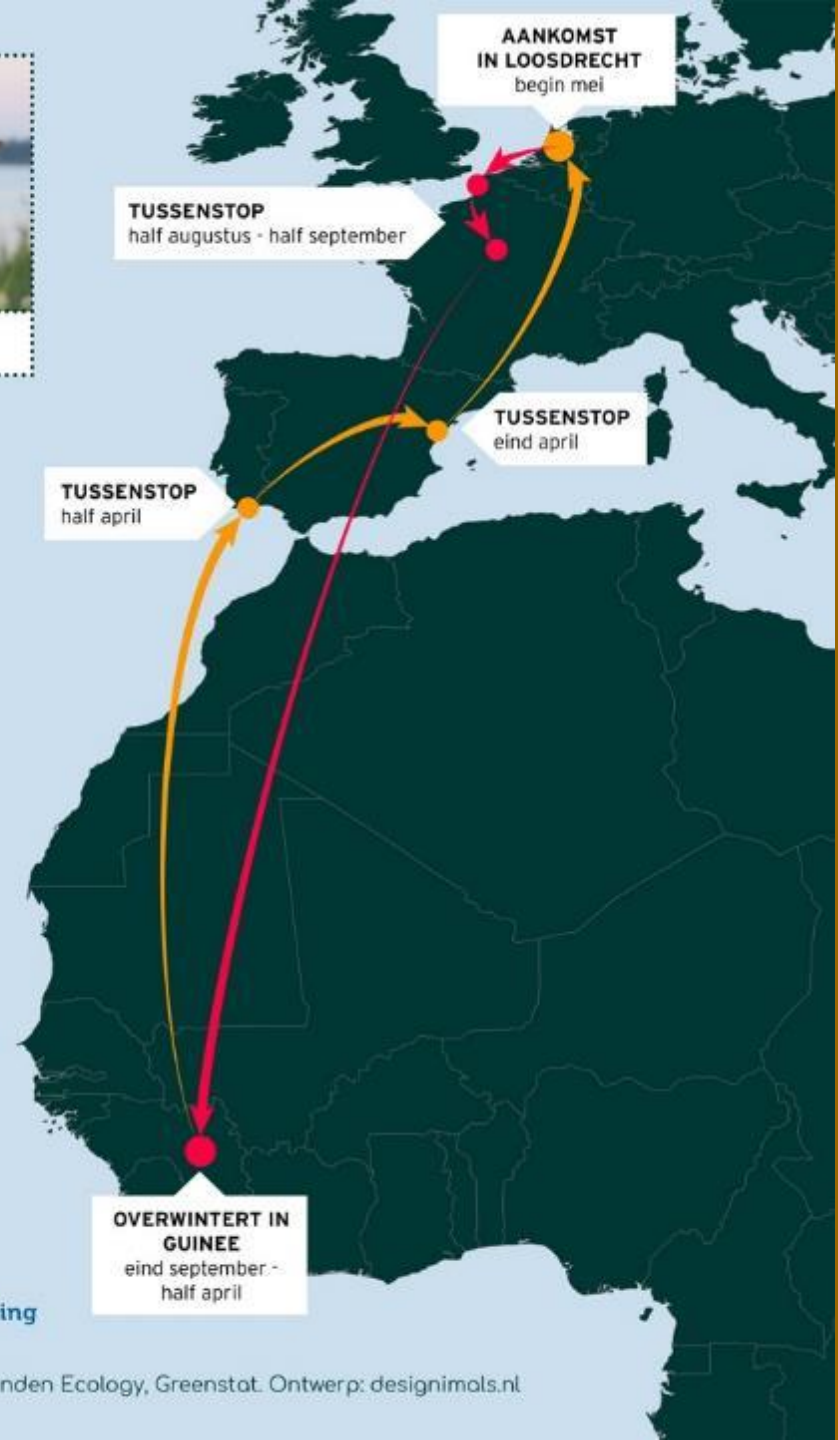 AANKOMST
IN LOOSDRECHT
begin mei
TUSSENSTOP
half augustus - half september
TUSSENSTOP
eind april
TUSSENSTOP
half april
OVERWINTERT IN
GUINEE
eind september -
half april
ing
nden Ecology, Greenstat. Ontwerp: designimals.nl